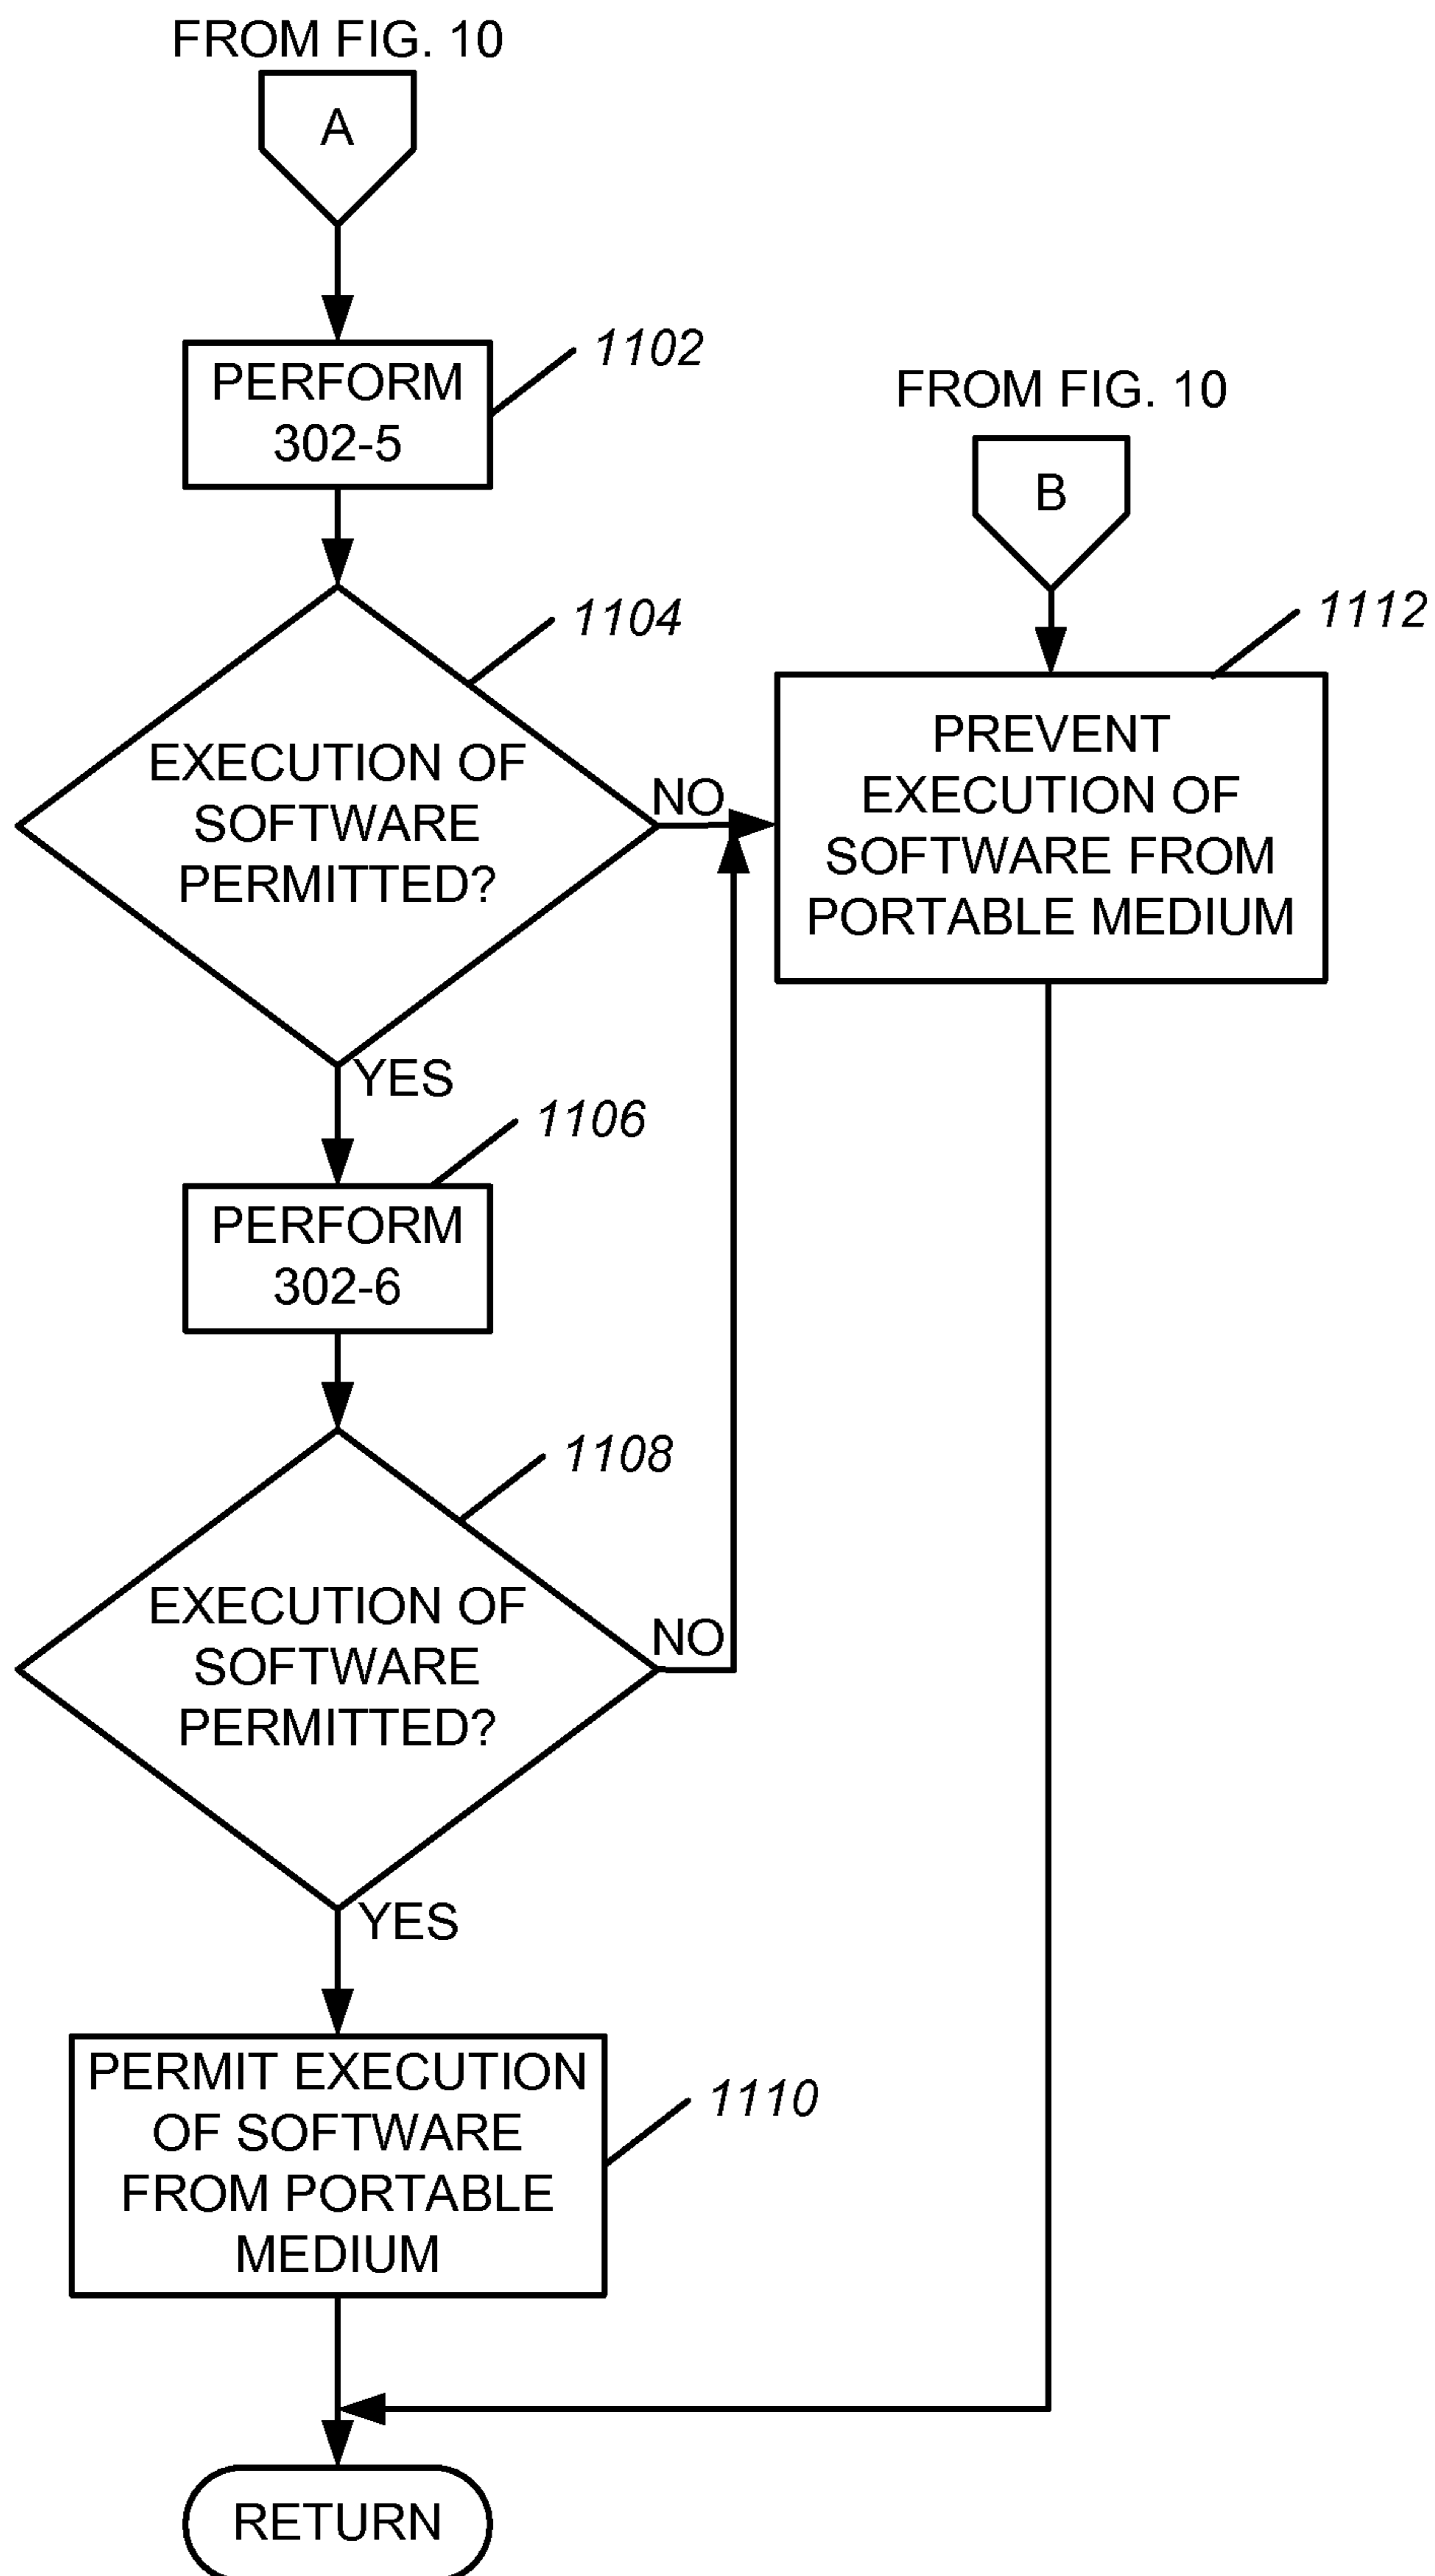 FROM FIG. 10
A
PERFORM
302-5
1102
FROM FIG. 10
B
1104
EXECUTION OF
SOFTWARE
PERMITTED?
NO
YES
1112
PREVENT
EXECUTION OF
SOFTWARE FROM
PORTABLE MEDIUM
1106
PERFORM
302-6
1108
EXECUTION OF
SOFTWARE
PERMITTED?
NO
YES
PERMIT EXECUTION
OF SOFTWARE
FROM PORTABLE
MEDIUM
1110
RETURN